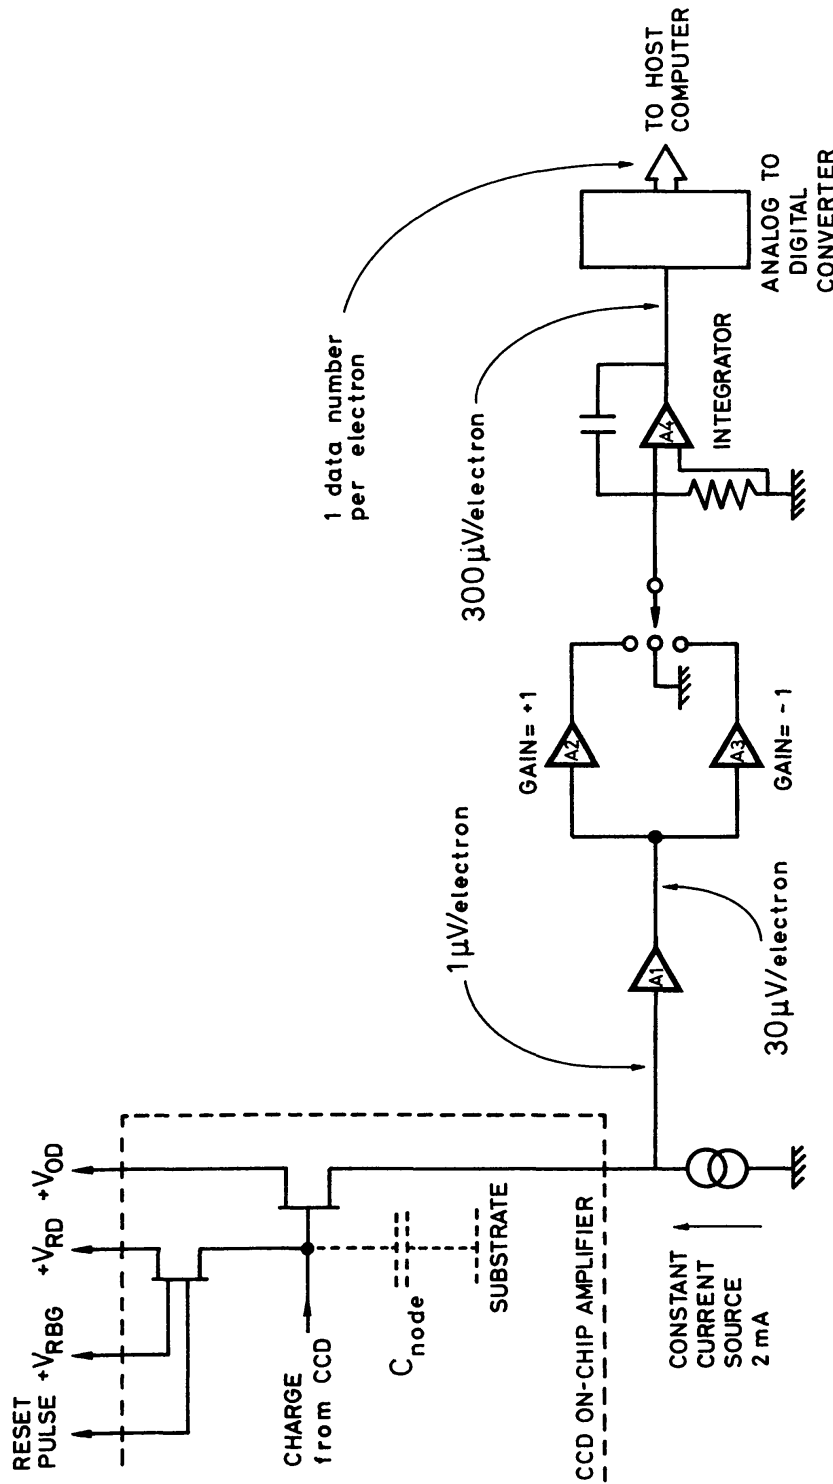 RESET
PULSE
+V_RBG
+V_RD
+V_OD
CHARGE
from CCD
C_node
SUBSTRATE
CCD ON-CHIP AMPLIFIER
CONSTANT
CURRENT
SOURCE
2 mA
1μV/electron
A1
30μV/electron
GAIN = +1
A2
A3
GAIN = -1
300μV/electron
1 data number
per electron
A4
INTEGRATOR
ANALOG TO
DIGITAL
CONVERTER
TO HOST
COMPUTER